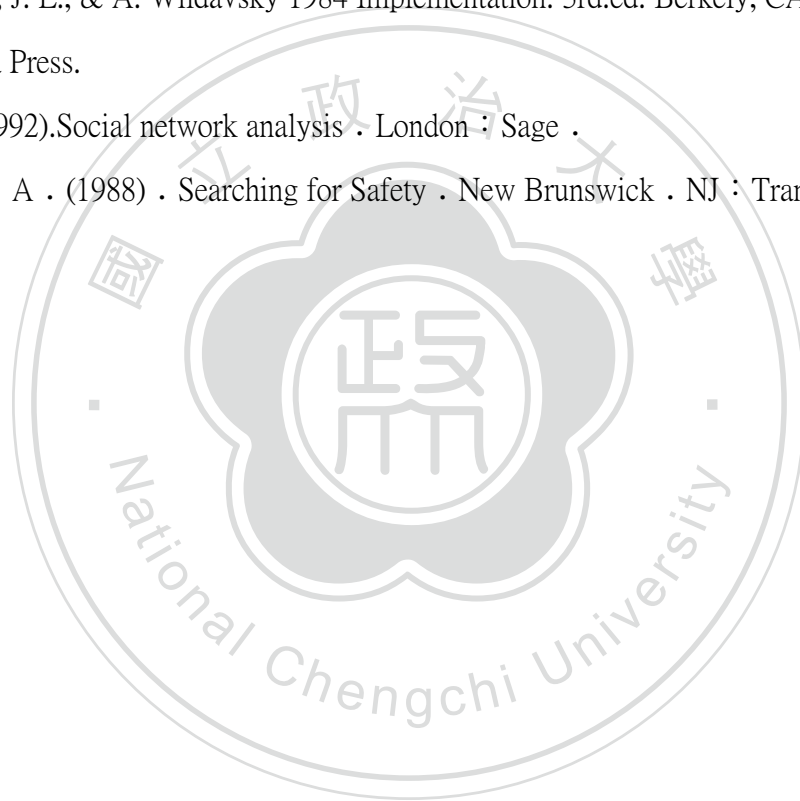 , J. L., & A. Wildavsky 1984 Implementation. 3rd.ed. Berkely, CA
Press.
992).Social network analysis . London : Sage .
A . (1988) . Searching for Safety . New Brunswick . NJ : Tran
國立政治大學
政
National Chengchi University